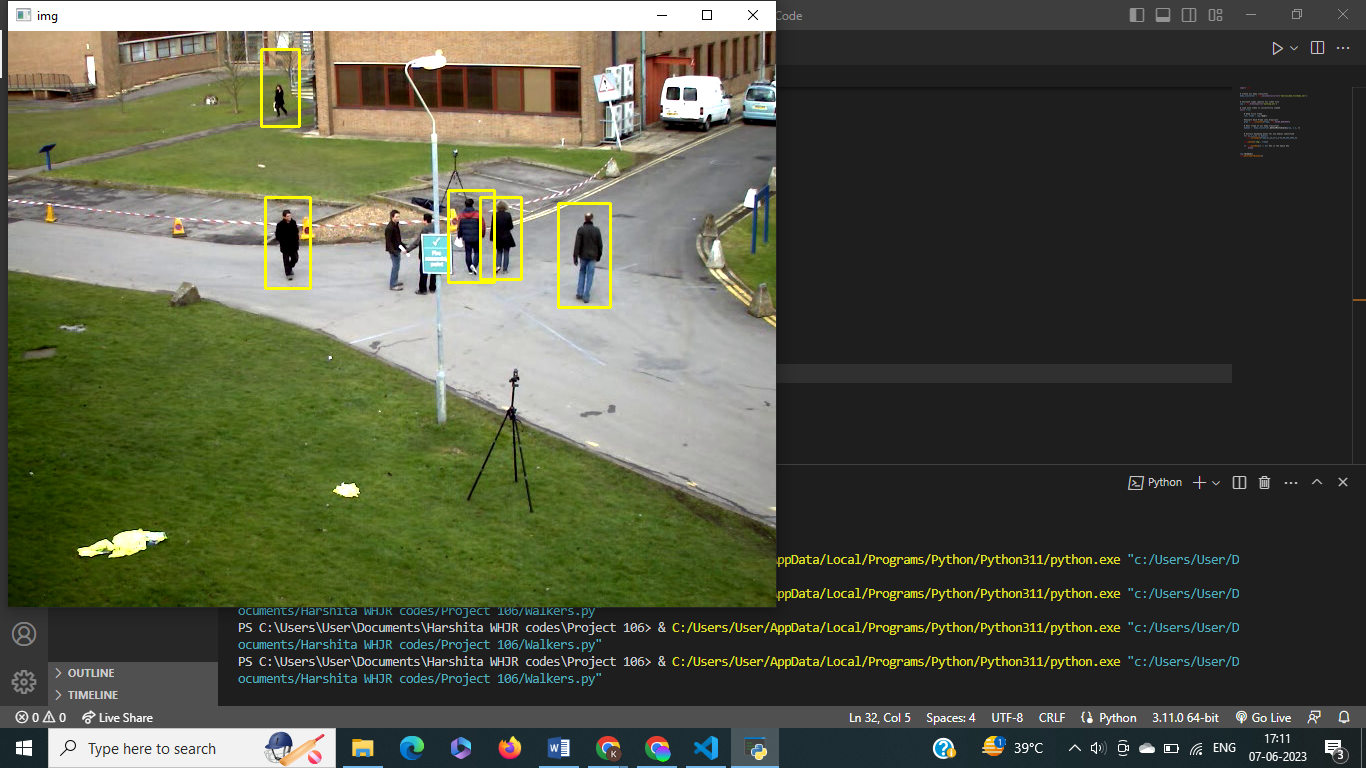 img
Code
Python
AppData/Local/Programs/Python/Python311/python.exe "c:/Users/User/D
AppData/Local/Programs/Python/Python311/python.exe "c:/Users/User/D
ocuments/Harshita WHJR codes/Project 106/Walkers.py"
PS C:\Users\User\Documents\Harshita WHJR codes\Project 106> & C:/Users/User/AppData/Local/Programs/Python/Python311/python.exe "c:/Users/User/D
ocuments/Harshita WHJR codes/Project 106/Walkers.py"
PS C:\Users\User\Documents\Harshita WHJR codes\Project 106> & C:/Users/User/AppData/Local/Programs/Python/Python311/python.exe "c:/Users/User/D
ocuments/Harshita WHJR codes/Project 106/Walkers.py"
OUTLINE
TIMELINE
0 0 Live Share Ln 32, Col 5 Spaces: 4 UTF-8 CRLF Python 3.11.0 64-bit Go Live
Type here to search 39°C ENG 17:11
07-06-2023 3